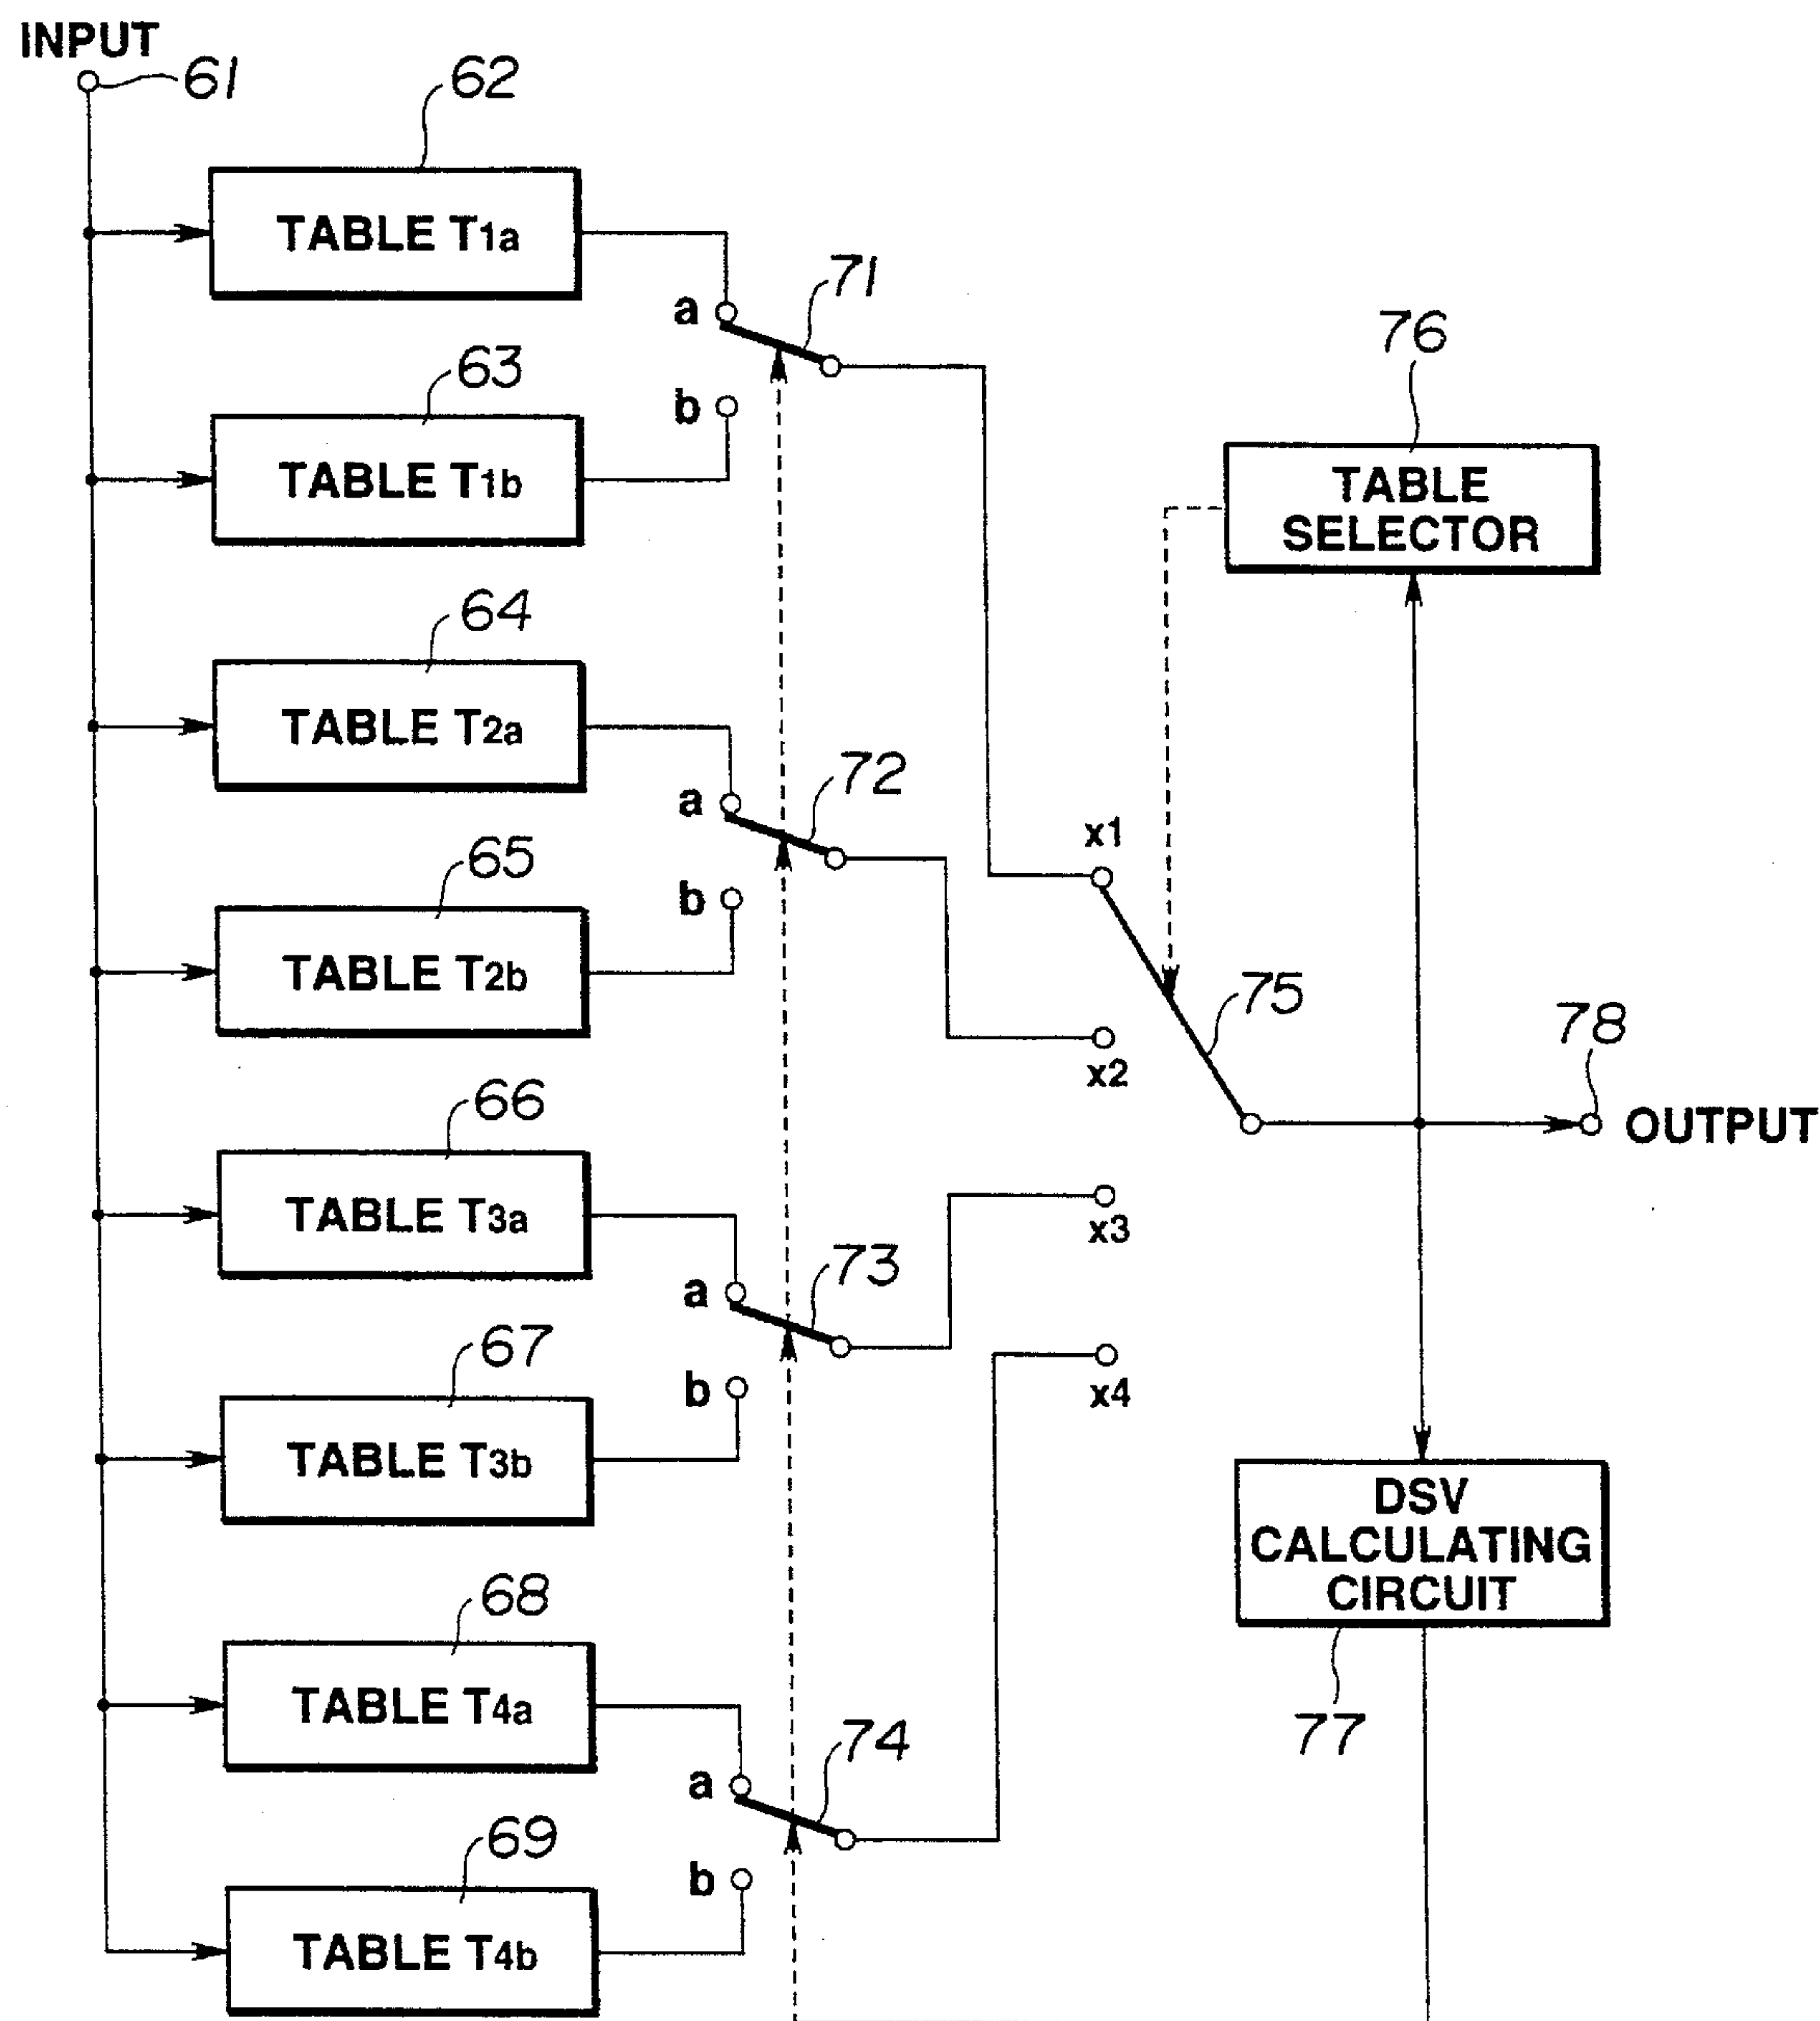 INPUT
61
62
TABLE T1a
a
71
63
b
TABLE T1b
76
TABLE
SELECTOR
64
TABLE T2a
a
72
x1
65
b
TABLE T2b
75
x2
78
OUTPUT
66
TABLE T3a
x3
a
73
67
b
x4
TABLE T3b
DSV
CALCULATING
CIRCUIT
68
TABLE T4a
77
a
74
69
b
TABLE T4b